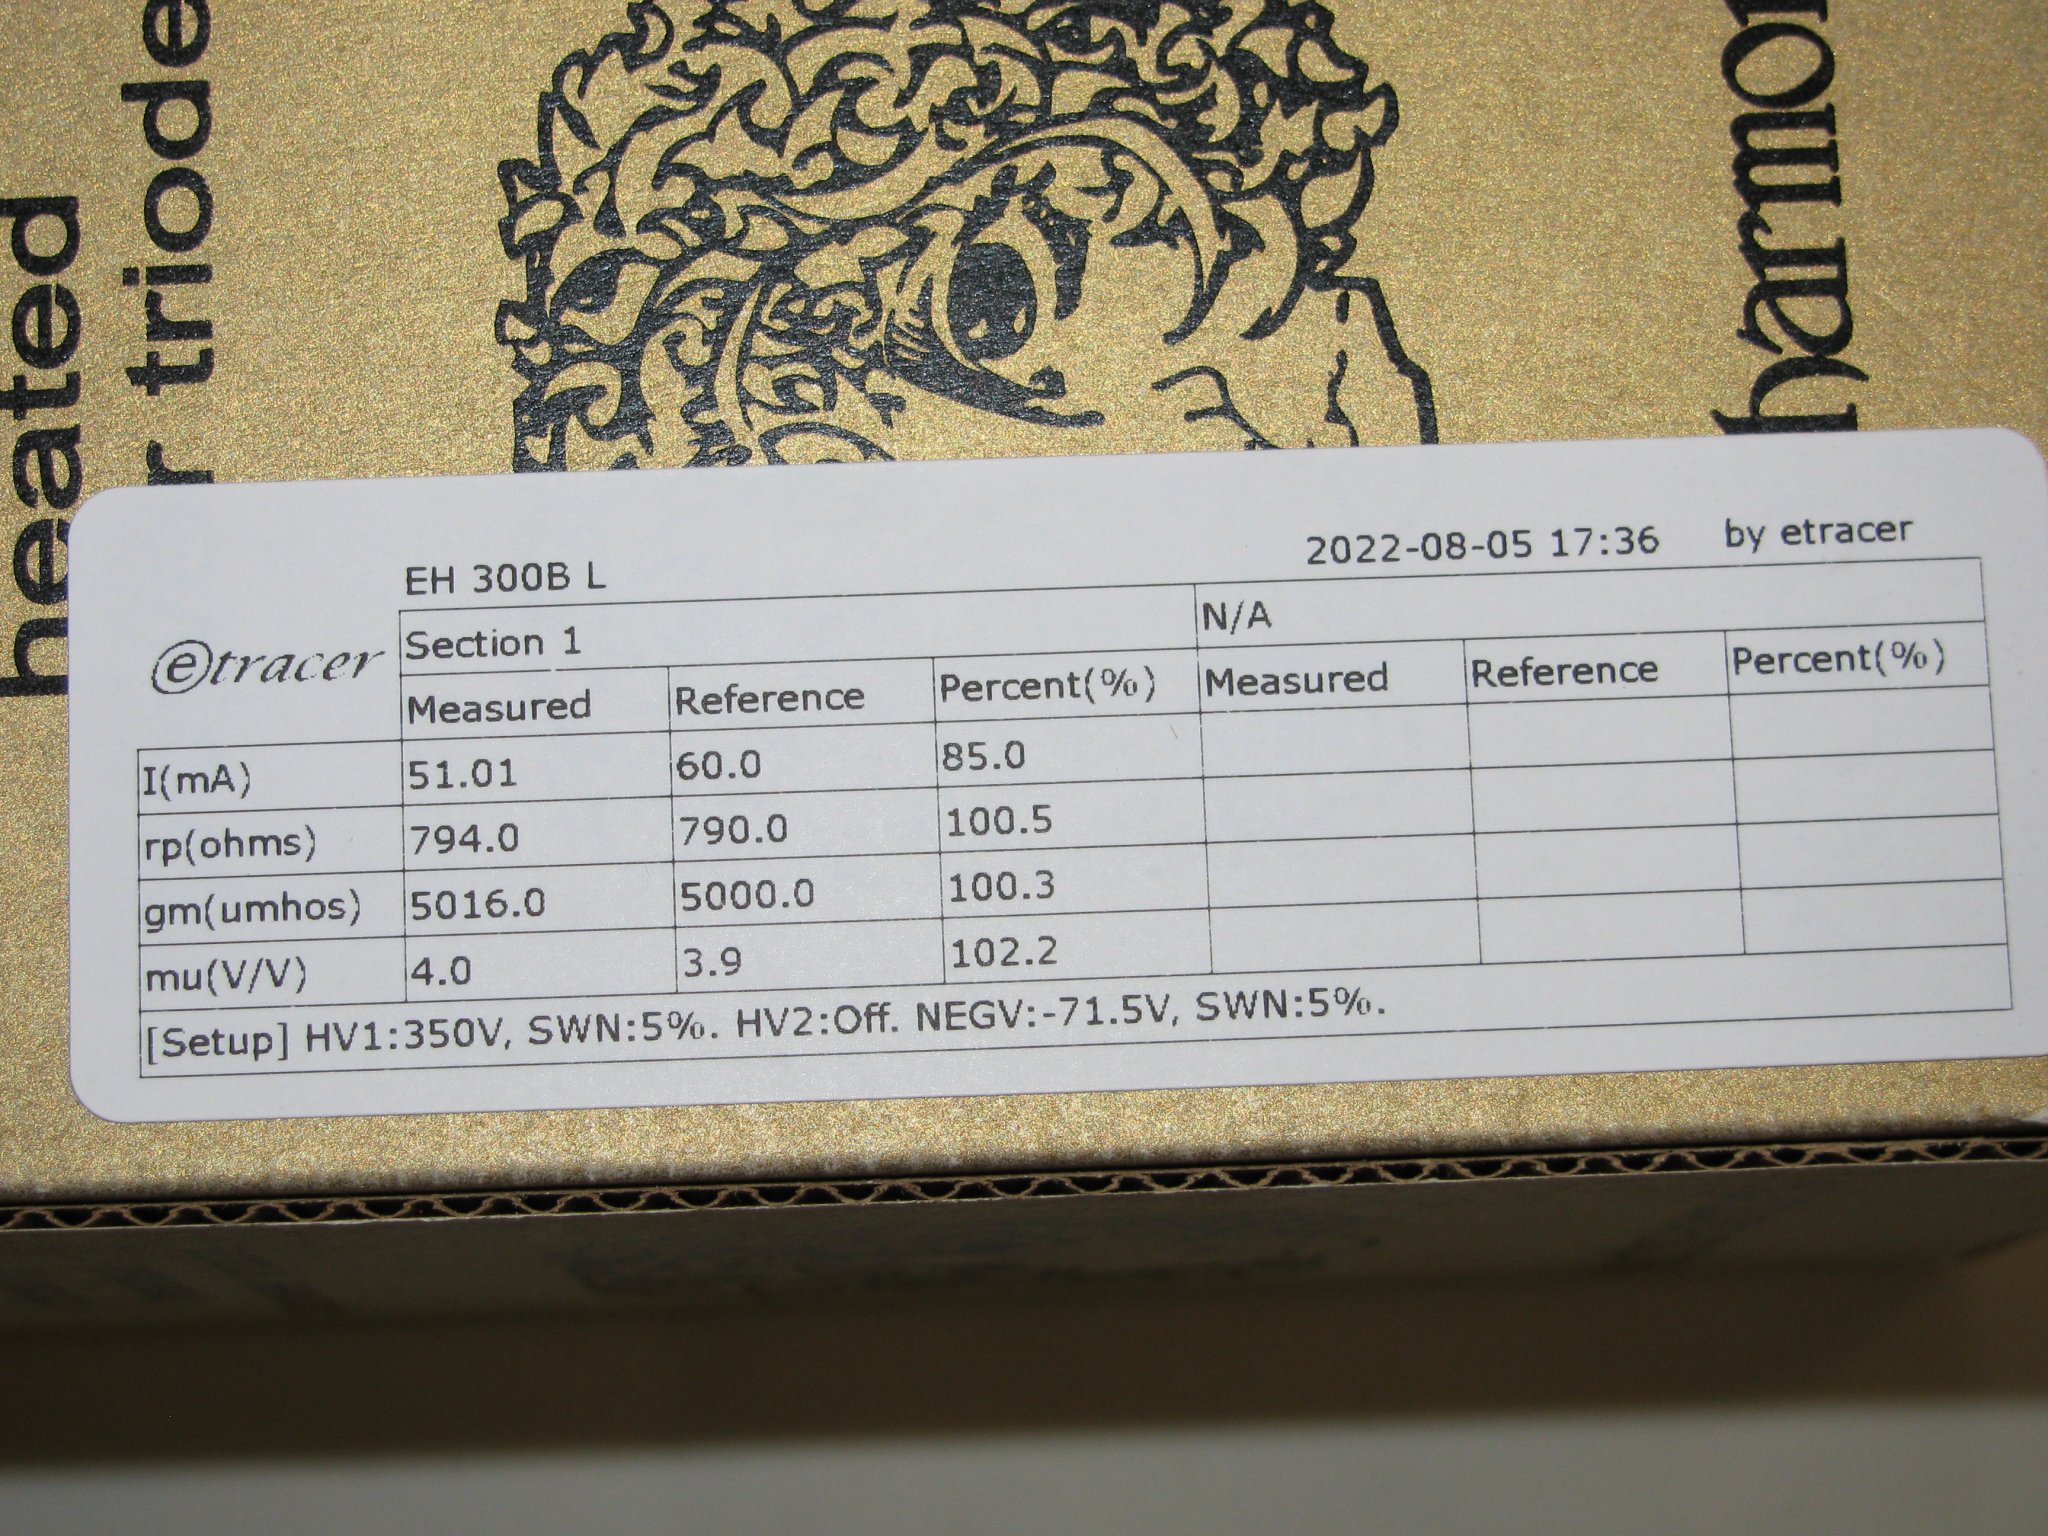 heated
r triode
harmon
EH 300B L 2022-08-05 17:36 by etracer
etracer
Section 1 N/A
Measured Reference Percent(%) Measured Reference Percent(%)
I(mA) 51.01 60.0 85.0
rp(ohms) 794.0 790.0 100.5
gm(umhos) 5016.0 5000.0 100.3
mu(V/V) 4.0 3.9 102.2
[Setup] HV1:350V, SWN:5%. HV2:Off. NEGV:-71.5V, SWN:5%.